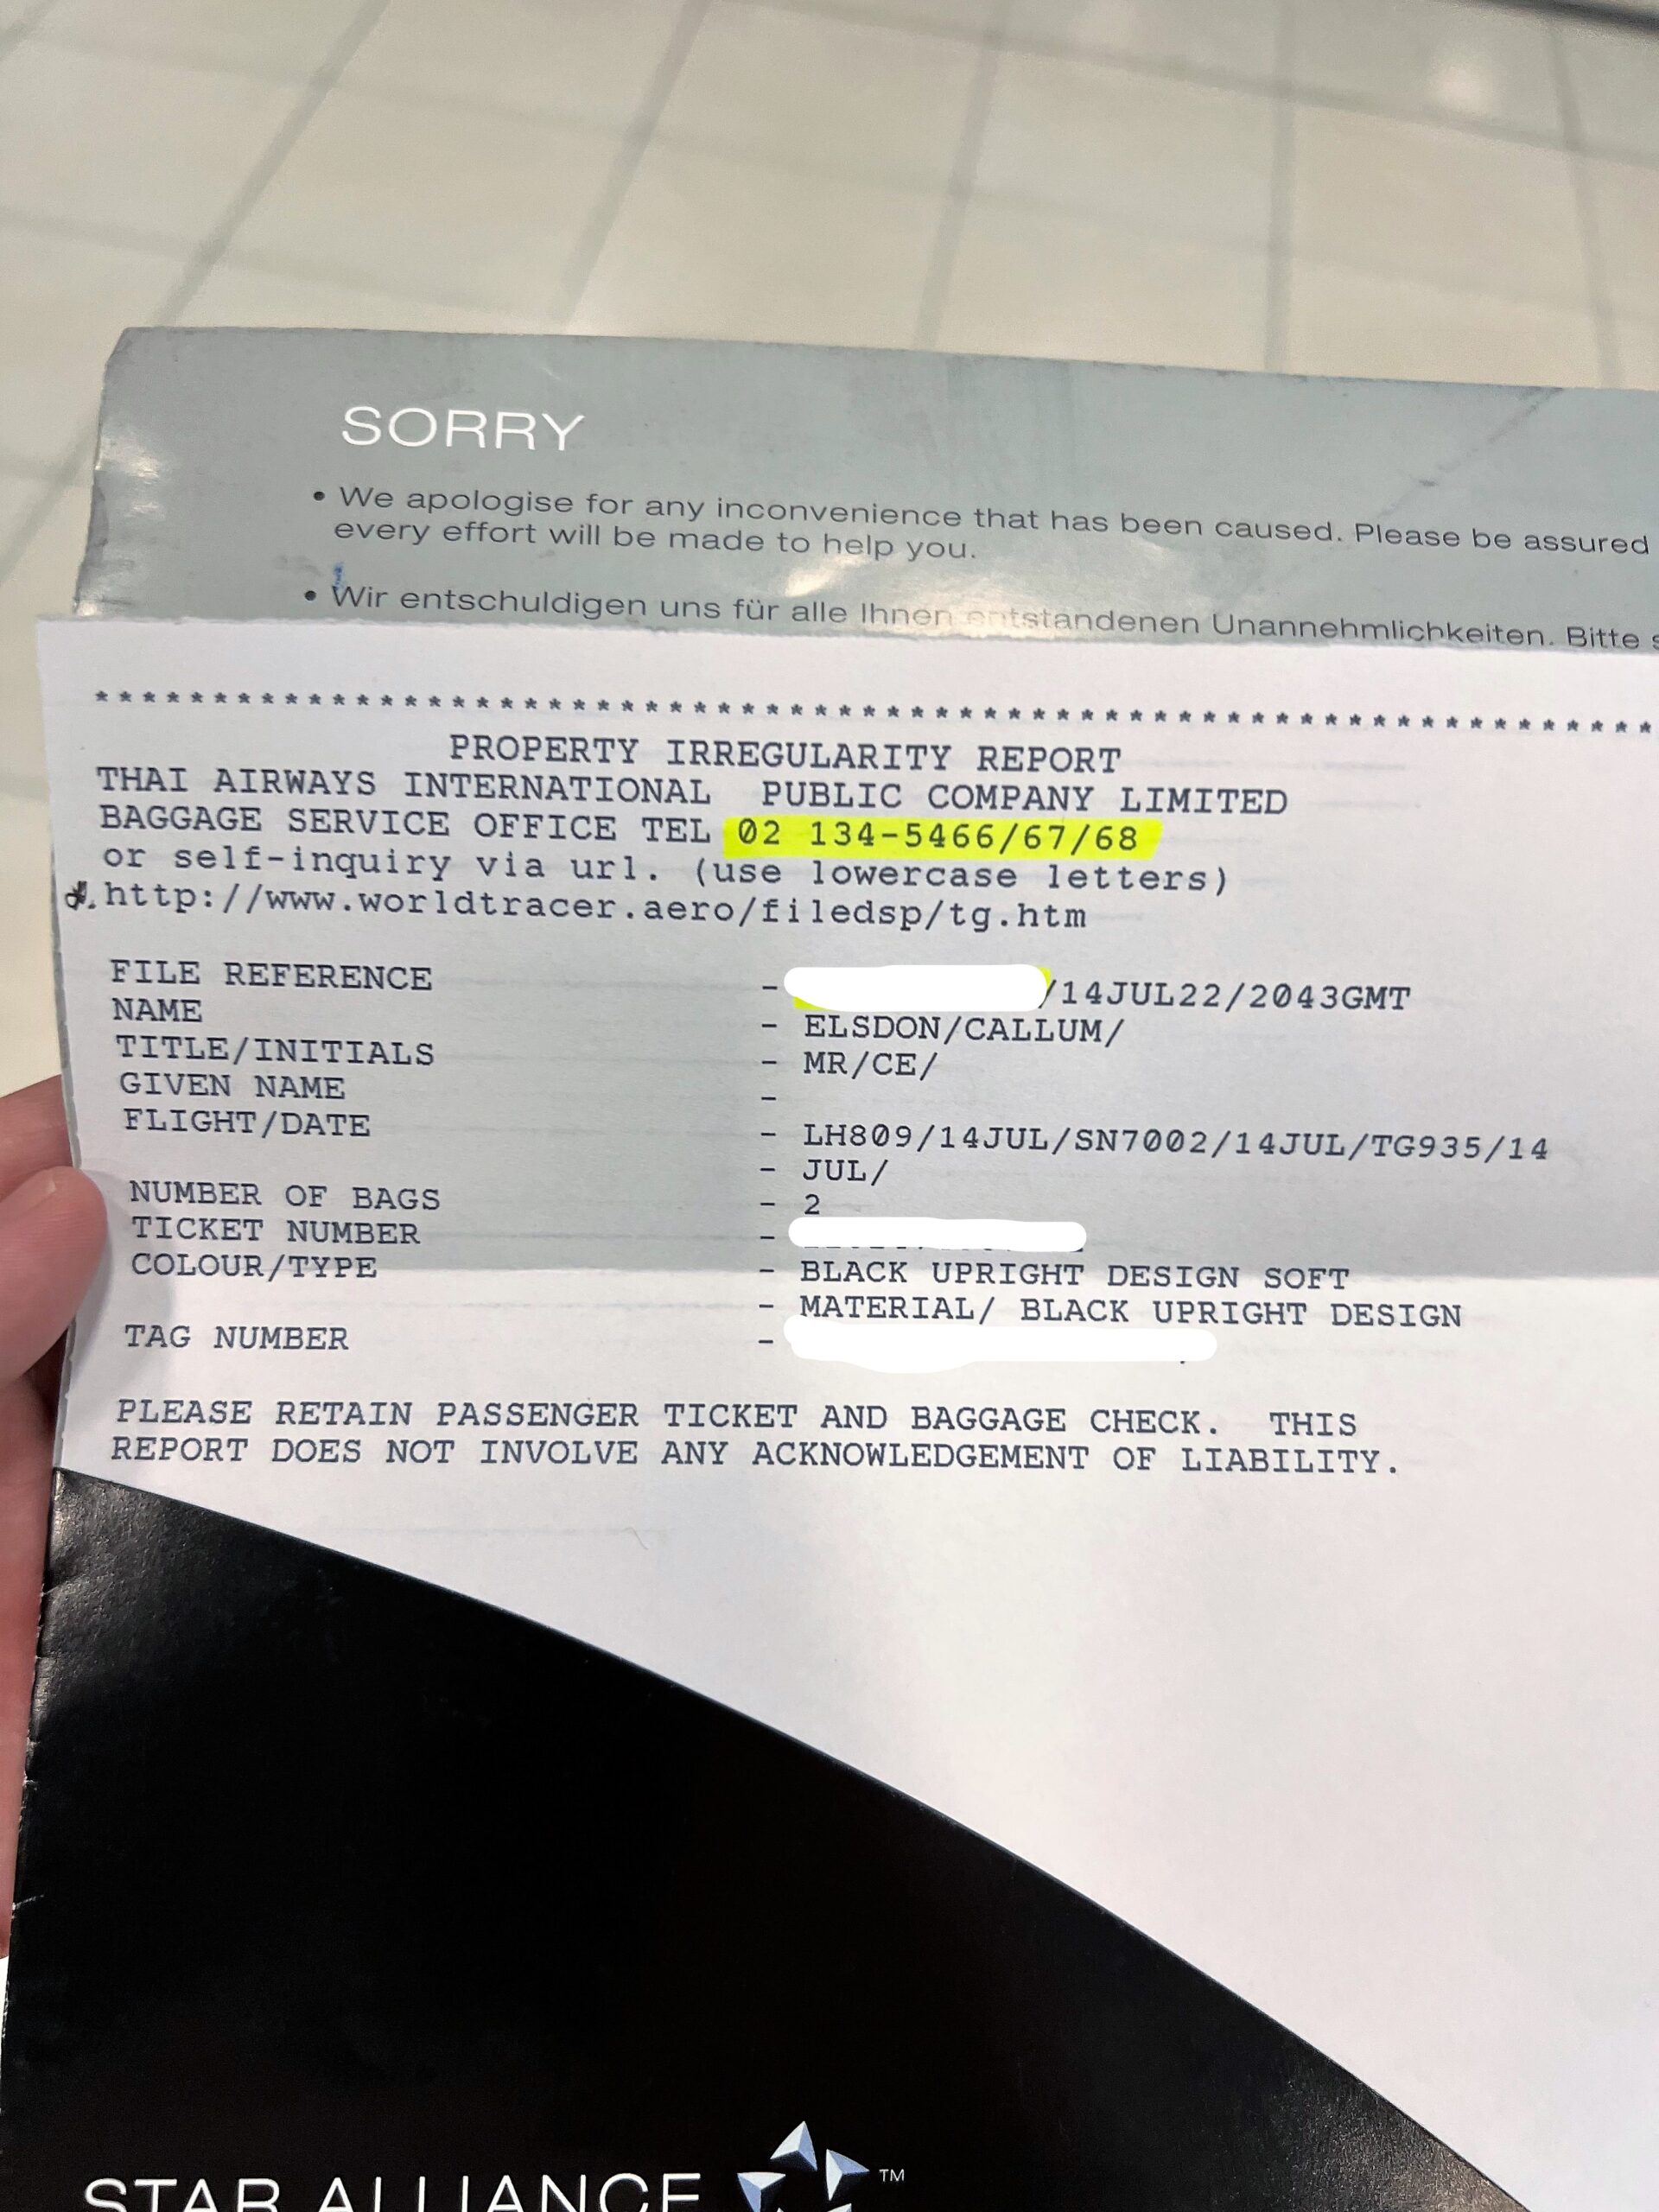 SORRY
• We apologise for any inconvenience that has been caused. Please be assured
every effort will be made to help you.
• Wir entschuldigen uns für alle Ihnen entstandenen Unannehmlichkeiten. Bitte
*****************************************************************
PROPERTY IRREGULARITY REPORT
THAI AIRWAYS INTERNATIONAL PUBLIC COMPANY LIMITED
BAGGAGE SERVICE OFFICE TEL 02 134-5466/67/68
or self-inquiry via url. (use lowercase letters)
http://www.worldtracer.aero/filedsp/tg.htm
FILE REFERENCE - /14JUL22/2043GMT
NAME - ELSDON/CALLUM/
TITLE/INITIALS - MR/CE/
GIVEN NAME -
FLIGHT/DATE - LH809/14JUL/SN7002/14JUL/TG935/14
- JUL/
NUMBER OF BAGS - 2
TICKET NUMBER -
COLOUR/TYPE - BLACK UPRIGHT DESIGN SOFT
- MATERIAL/ BLACK UPRIGHT DESIGN
TAG NUMBER -
PLEASE RETAIN PASSENGER TICKET AND BAGGAGE CHECK. THIS
REPORT DOES NOT INVOLVE ANY ACKNOWLEDGEMENT OF LIABILITY.
STAR ALLIANCE ™